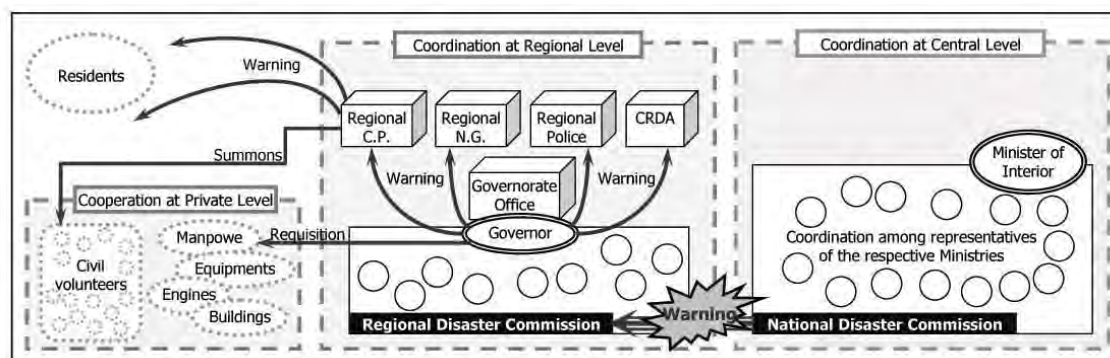 Coordination at Regional Level
Coordination at Central Level
Residents
Warning
Regional
C.P.
Regional
N.G.
Regional
Police
CRDA
Summons
Warning
Governorate
Office
Warning
Minister of
Interior
Cooperation at Private Level
Requisition
Governor
Manpowe
Civil
volunteers
Equipments
Engines
Buildings
Coordination among representatives
of the respective Ministries
Warning
Regional Disaster Commission
National Disaster Commission